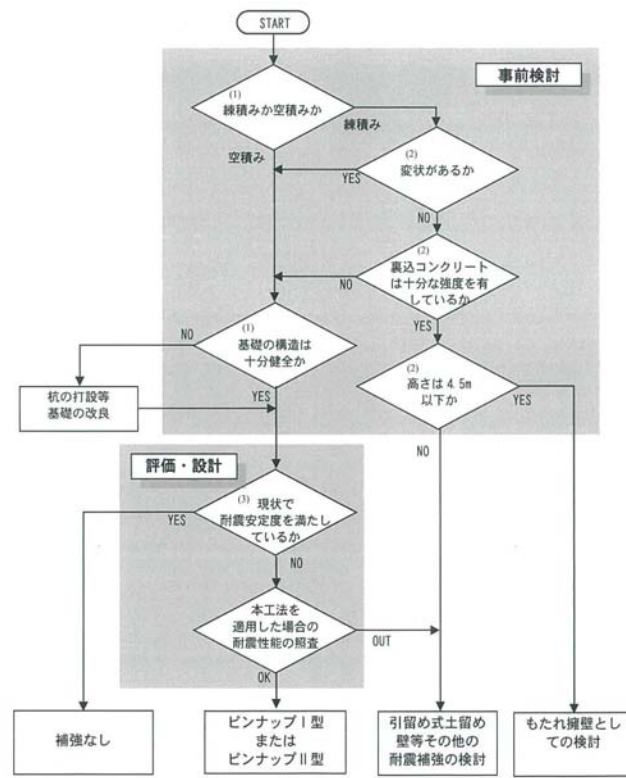 START
事前検討
(1)
練積みか空積みか
練積み
空積み
(2)
変状があるか
YES
NO
(2)
裏込コンクリート
は十分な強度を有
しているか
NO
YES
(1)
基礎の構造は
十分健全か
NO
YES
杭の打設等
基礎の改良
(2)
高さは 4.5m
以下か
YES
NO
評価・設計
(3) 現状で
耐震安定度を満たし
ているか
YES
NO
本工法を
適用した場合の
耐震性能の照査
OUT
OK
補強なし
ピンナップⅠ型
または
ピンナップⅡ型
引留め式土留め
壁等その他の
耐震補強の検討
もたれ擁壁とし
ての検討